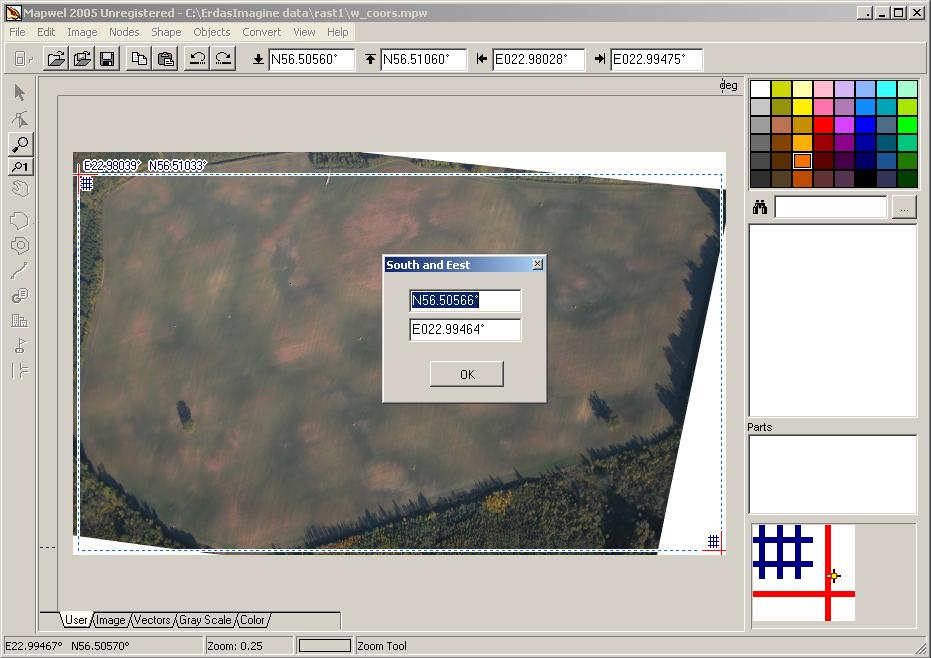 Mapwel 2005 Unregistered - C:\ErdasImagine data\rast1\w_coors.mpw
File Edit Image Nodes Shape Objects Convert View Help
N56.50560° N56.51060° E022.98028° E022.99475°
deg
E22.98039° N56.51033°
South and Eest
N56.50566°
E022.99464°
OK
...
Parts
User Image Vectors Gray Scale Color
E22.99467° N56.50570° Zoom: 0.25 Zoom Tool